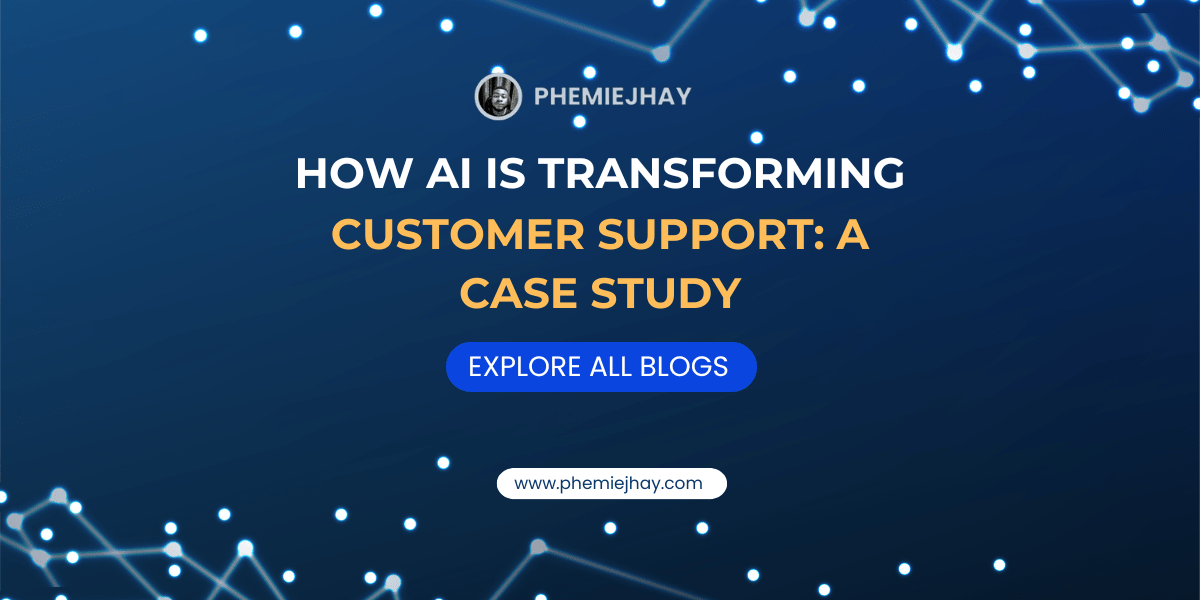 PHEMIEJHAY
HOW AI IS TRANSFORMING
CUSTOMER SUPPORT: A
CASE STUDY
EXPLORE ALL BLOGS
www.phemiejhay.com